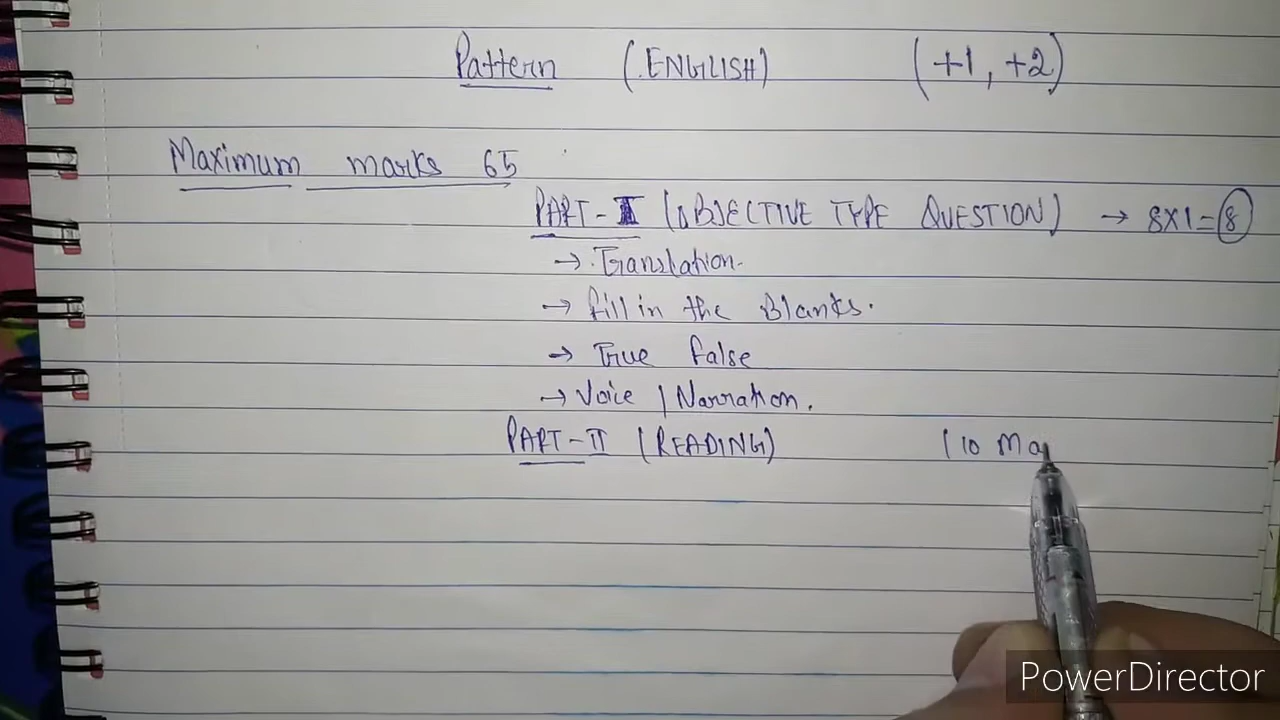 Pattern (ENGLISH) (+1, +2)
Maximum marks 65
PART-I (OBJECTIVE TYPE QUESTION) → 8X1=8
→ Translation.
→ fill in the Blanks.
→ True false
→ Voice / Narration.
PART-II (READING) (10 Ma
PowerDirector